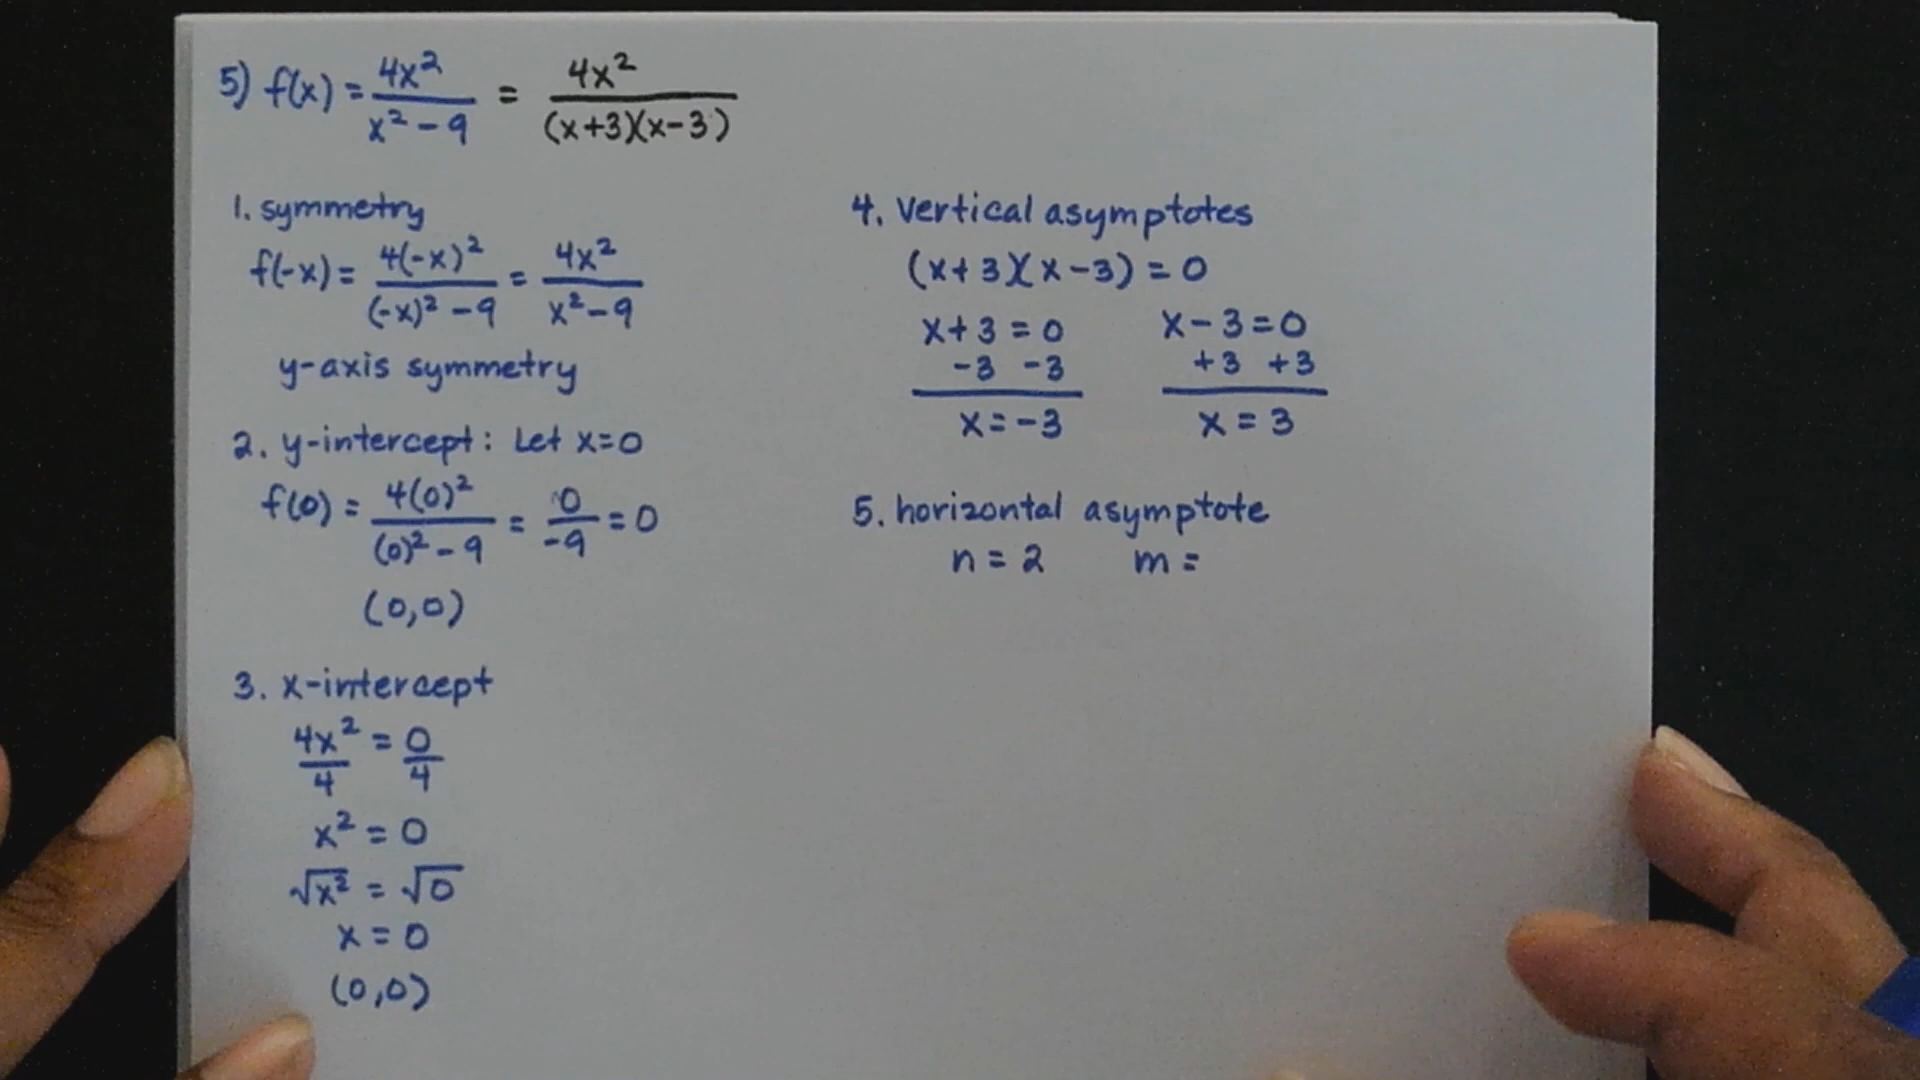 5) f(x) = 4x² / x² - 9 = 4x² / (x+3)(x-3)
1. symmetry
f(-x) = 4(-x)² / (-x)² - 9 = 4x² / x² - 9
y-axis symmetry
2. y-intercept: Let x=0
f(0) = 4(0)² / (0)² - 9 = 0 / -9 = 0
(0,0)
3. x-intercept
4x² / 4 = 0 / 4
x² = 0
√x² = √0
x = 0
(0,0)
4. vertical asymptotes
(x+3)(x-3) = 0
x+3 = 0 x-3 = 0
-3 -3 +3 +3
x = -3 x = 3
5. horizontal asymptote
n = 2 m =